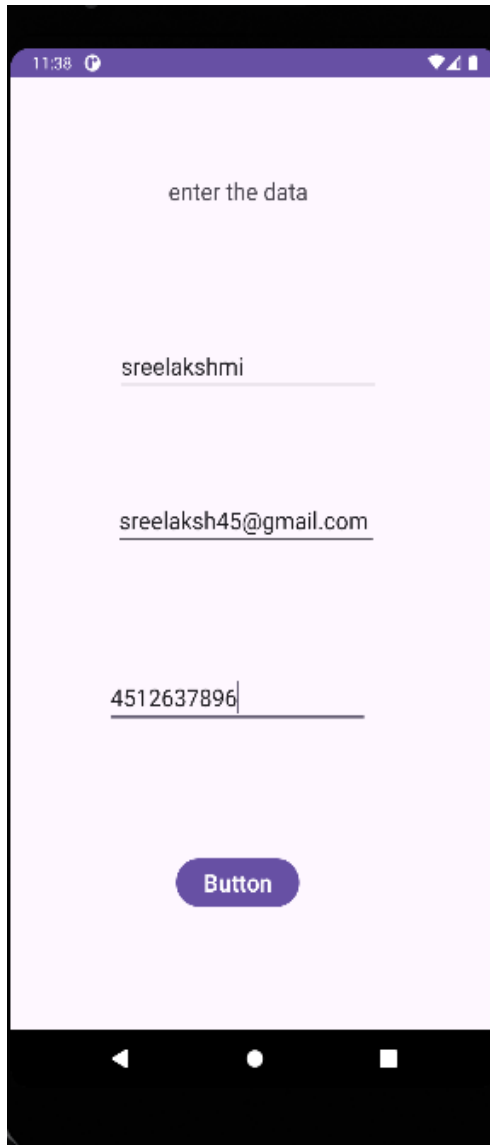 11:38
enter the data
sreelakshmi
sreelaksh45@gmail.com
4512637896
Button